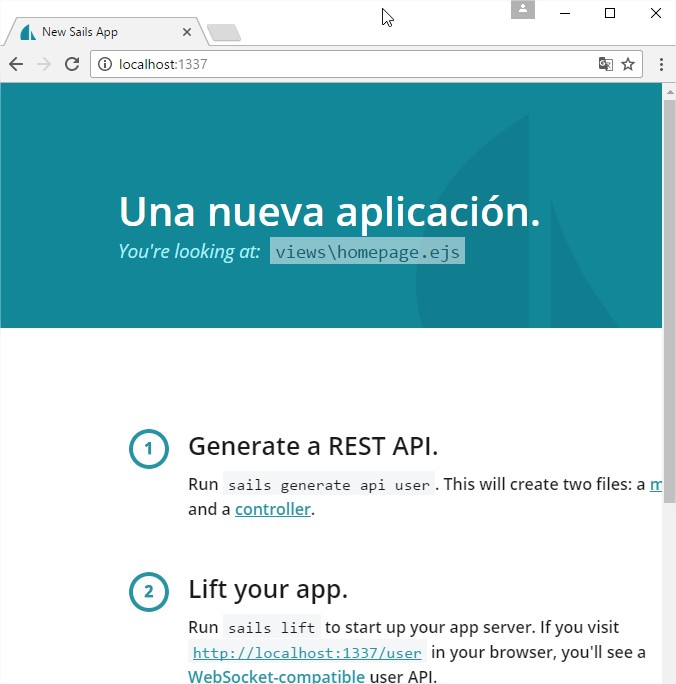 New Sails App
localhost:1337
Una nueva aplicación.
You're looking at: views\homepage.ejs
1 Generate a REST API.
Run sails generate api user. This will create two files: a
and a controller.
2 Lift your app.
Run sails lift to start up your app server. If you visit
http://localhost:1337/user in your browser, you'll see a
WebSocket-compatible user API.